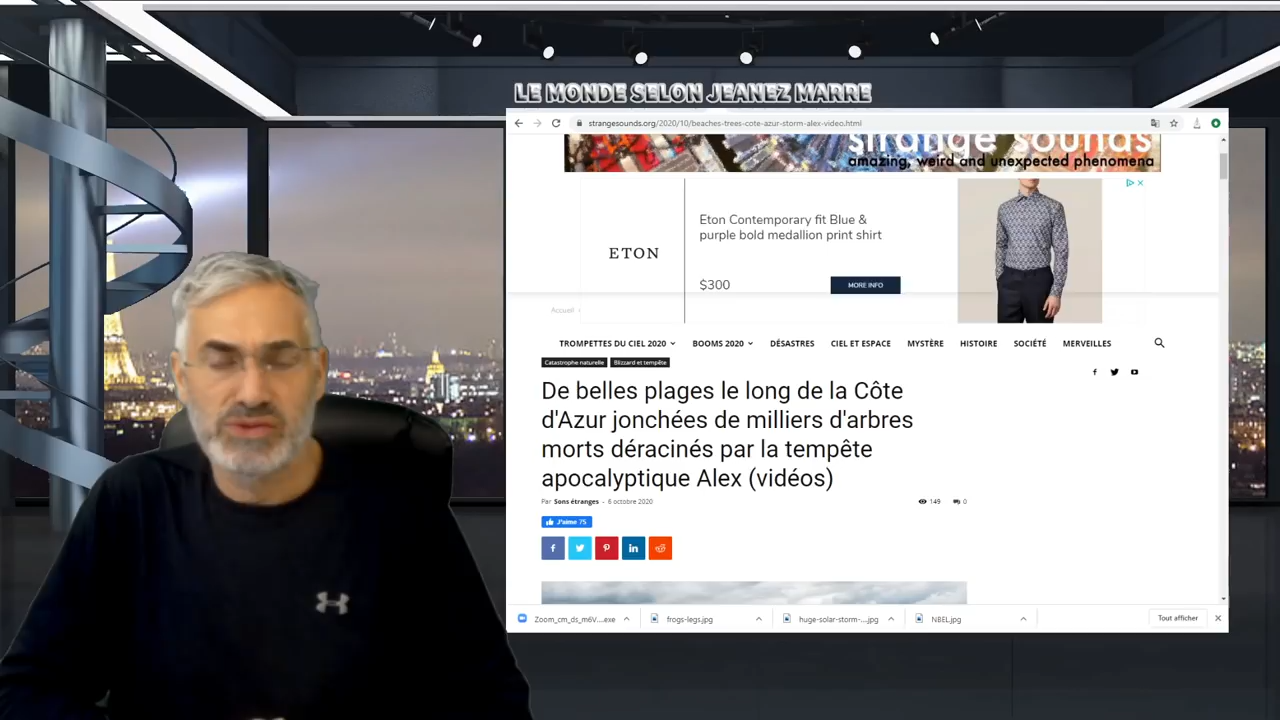 LE MONDE SELON JEANEZ MARRE
strangesounds.org/2020/10/beaches-trees-cote-azur-storm-alex-video.html
strange sounds
amazing, weird and unexpected phenomena
ETON
Eton Contemporary fit Blue &
purple bold medallion print shirt
$300
MORE INFO
Accueil
TROMPETTES DU CIEL 2020 BOOMS 2020 DÉSASTRES CIEL ET ESPACE MYSTÈRE HISTOIRE SOCIÉTÉ MERVEILLES
Catastrophe naturelle Blizzard et tempête
De belles plages le long de la Côte
d'Azur jonchées de milliers d'arbres
morts déracinés par la tempête
apocalyptique Alex (vidéos)
Par Sons étranges - 6 octobre 2020 149 0
J'aime 75
Zoom_cm_ds_m6V....exe frogs-legs.jpg huge-solar-storm-....jpg NBEL.jpg Tout afficher